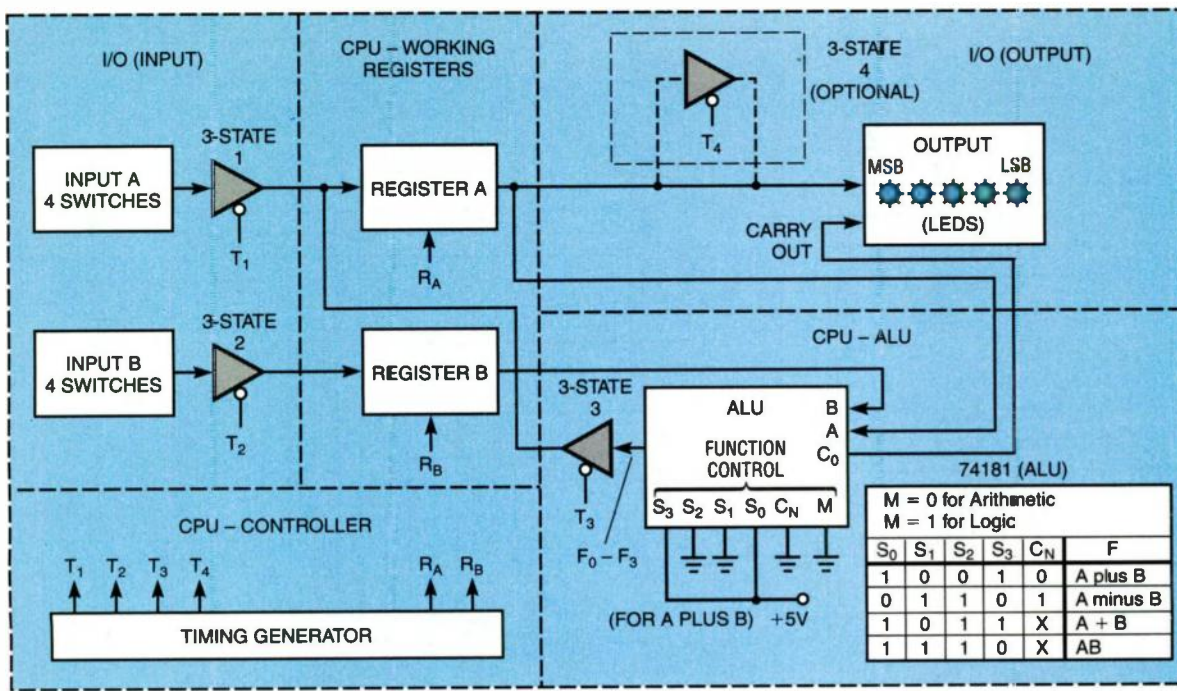 I/O (INPUT)
CPU – WORKING
REGISTERS
3-STATE
4
(OPTIONAL)
I/O (OUTPUT)
T4
3-STATE
1
INPUT A
4 SWITCHES
T1
REGISTER A
RA
OUTPUT
MSB LSB
(LEDS)
CARRY
OUT
3-STATE
2
INPUT B
4 SWITCHES
T2
REGISTER B
RB
CPU – ALU
3-STATE
3
T3
F0 – F3
ALU
B
A
C0
FUNCTION
CONTROL
S3 S2 S1 S0 CN M
(FOR A PLUS B) +5V
74181 (ALU)
M = 0 for Arithmetic
M = 1 for Logic
S0 S1 S2 S3 CN F
1 0 0 1 0 A plus B
0 1 1 0 1 A minus B
1 0 1 1 X A + B
1 1 1 0 X AB
CPU – CONTROLLER
T1 T2 T3 T4 RA RB
TIMING GENERATOR